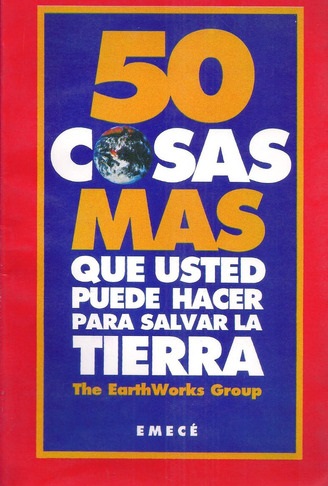 50
COSAS
MAS
QUE USTED
PUEDE HACER
PARA SALVAR LA
TIERRA
The EarthWorks Group
EMECÉ